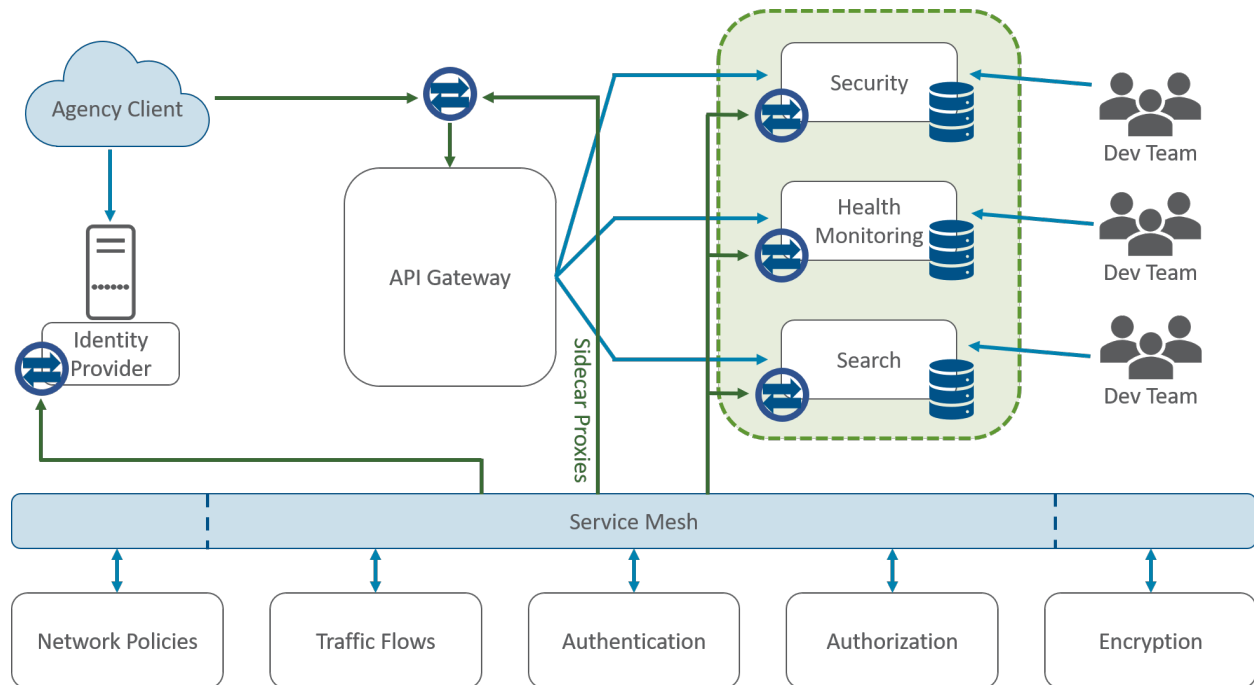 Agency Client
Security
Dev Team
Health
Monitoring
Dev Team
API Gateway
Identity
Provider
Search
Dev Team
Sidecar Proxies
Service Mesh
Network Policies
Traffic Flows
Authentication
Authorization
Encryption